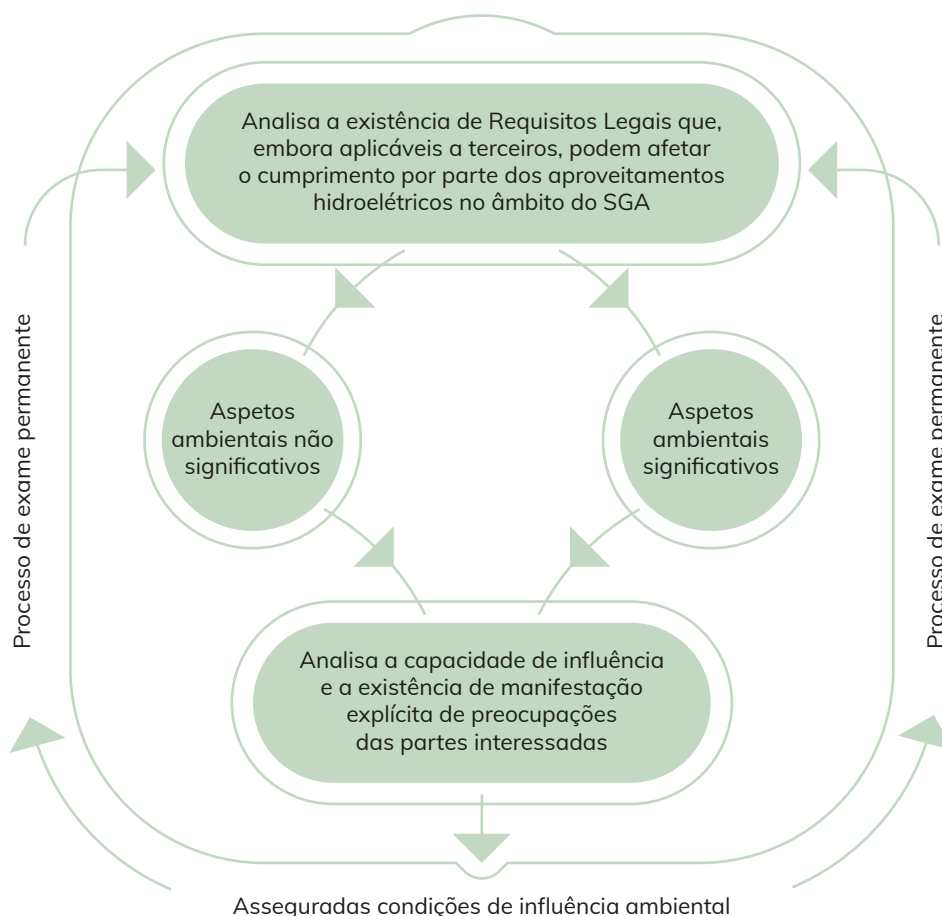 Analisa a existência de Requisitos Legais que,
embora aplicáveis a terceiros, podem afetar
o cumprimento por parte dos aproveitamentos
hidroelétricos no âmbito do SGA
Processo de exame permanente
Aspetos
ambientais não
significativos
Aspetos
ambientais
significativos
Processo de exame permanente
Analisa a capacidade de influência
e a existência de manifestação
explícita de preocupações
das partes interessadas
Asseguradas condições de influência ambiental